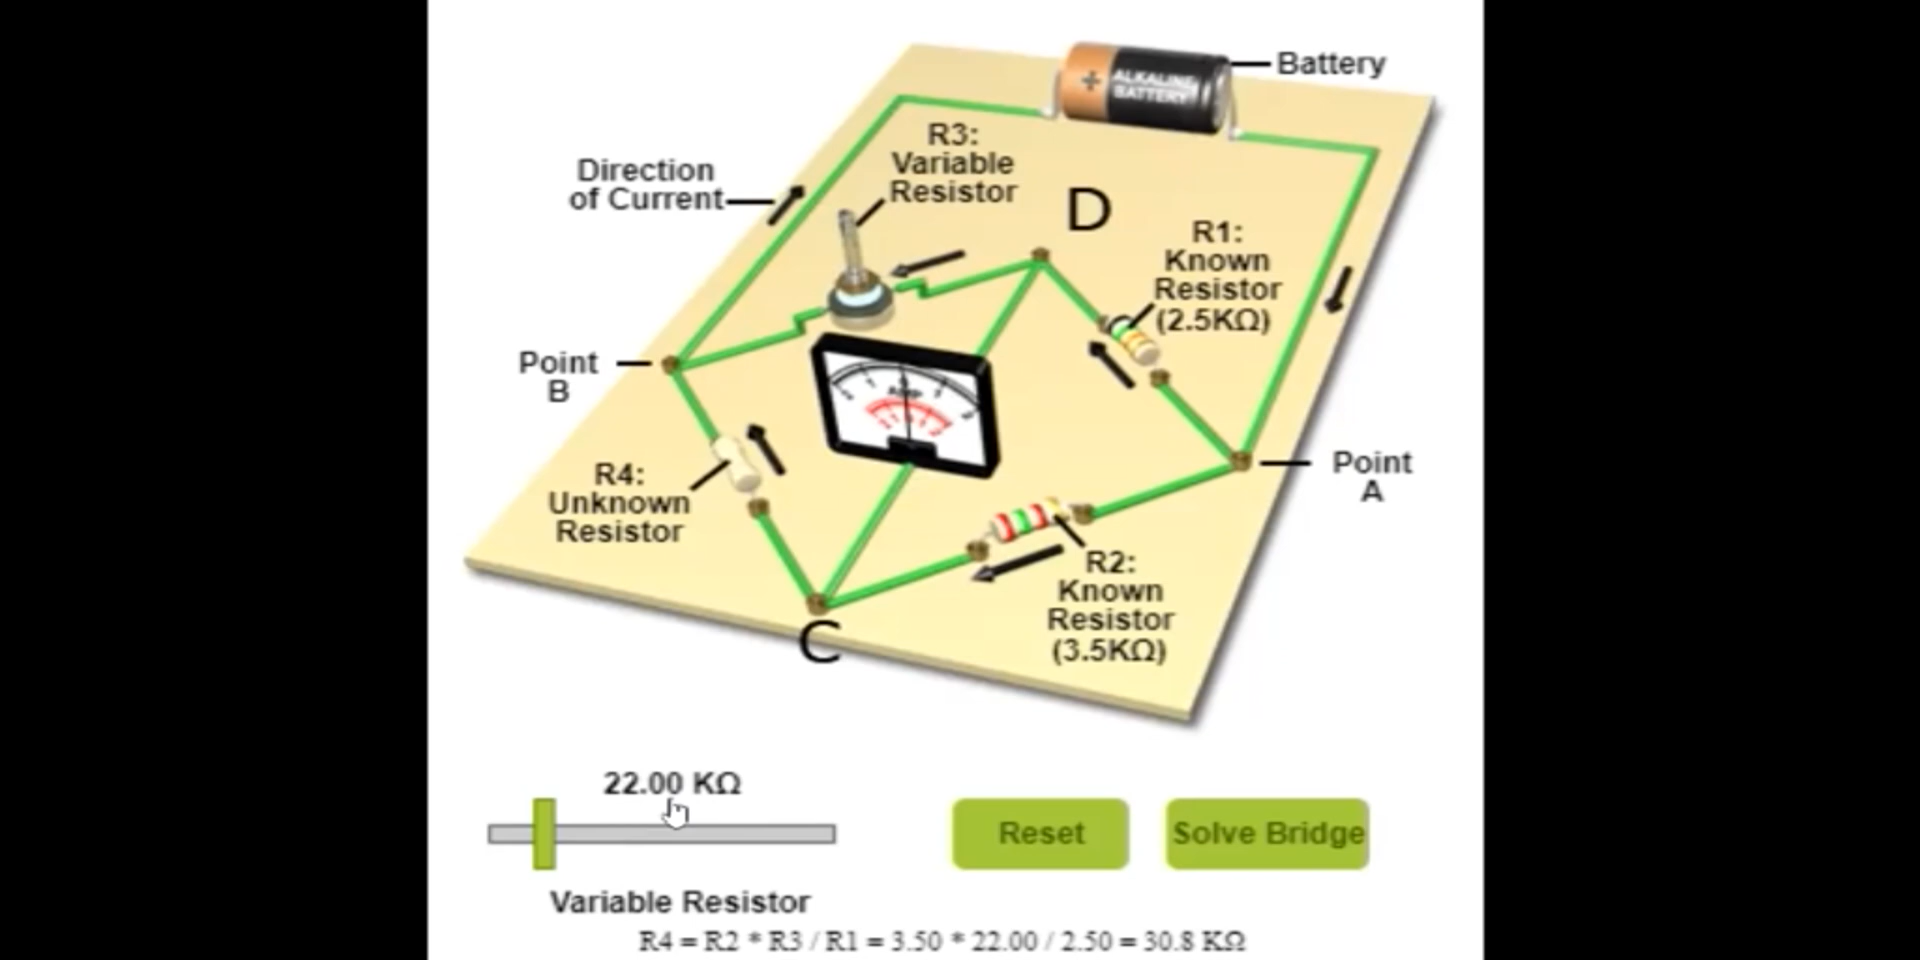 Battery
+
ALKALINE
BATTERY
R3:
Variable
Resistor
Direction
of Current
D
R1:
Known
Resistor
(2.5KΩ)
Point
B
Point
A
R4:
Unknown
Resistor
R2:
Known
Resistor
(3.5KΩ)
C
22.00 KΩ
Reset
Solve Bridge
Variable Resistor
R4 = R2 * R3 / R1 = 3.50 * 22.00 / 2.50 = 30.8 KΩ